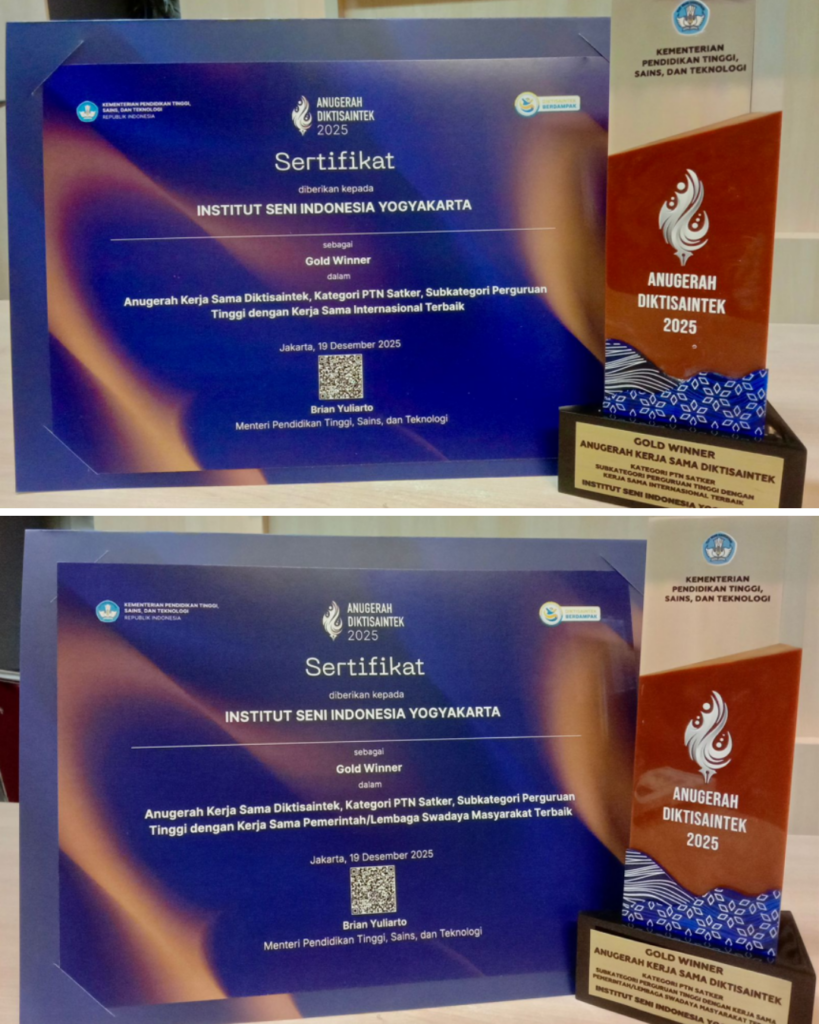 KEMENTERIAN PENDIDIKAN TINGGI,
SAINS, DAN TEKNOLOGI
REPUBLIK INDONESIA
ANUGERAH
DIKTISAINTEK
2025
BERDAMPAK
Sertifikat
diberikan kepada
INSTITUT SENI INDONESIA YOGYAKARTA
sebagai
Gold Winner
dalam
Anugerah Kerja Sama Diktisaintek, Kategori PTN Satker, Subkategori Perguruan
Tinggi dengan Kerja Sama Internasional Terbaik
Jakarta, 19 Desember 2025
Brian Yuliarto
Menteri Pendidikan Tinggi, Sains, dan Teknologi
KEMENTERIAN
PENDIDIKAN TINGGI,
SAINS, DAN TEKNOLOGI
ANUGERAH
DIKTISAINTEK
2025
GOLD WINNER
ANUGERAH KERJA SAMA DIKTISAINTEK
KATEGORI PTN SATKER
SUBKATEGORI PERGURUAN TINGGI DENGAN
KERJA SAMA INTERNASIONAL TERBAIK
INSTITUT SENI INDONESIA
KEMENTERIAN PENDIDIKAN TINGGI,
SAINS, DAN TEKNOLOGI
REPUBLIK INDONESIA
ANUGERAH
DIKTISAINTEK
2025
BERDAMPAK
Sertifikat
diberikan kepada
INSTITUT SENI INDONESIA YOGYAKARTA
sebagai
Gold Winner
dalam
Anugerah Kerja Sama Diktisaintek, Kategori PTN Satker, Subkategori Perguruan
Tinggi dengan Kerja Sama Pemerintah/Lembaga Swadaya Masyarakat Terbaik
Jakarta, 19 Desember 2025
Brian Yuliarto
Menteri Pendidikan Tinggi, Sains, dan Teknologi
KEMENTERIAN
PENDIDIKAN TINGGI,
SAINS, DAN TEKNOLOGI
ANUGERAH
DIKTISAINTEK
2025
GOLD WINNER
ANUGERAH KERJA SAMA DIKTISAINTEK
KATEGORI PTN SATKER
SUBKATEGORI PERGURUAN TINGGI DENGAN KERJA SAMA
PEMERINTAH/LEMBAGA SWADAYA MASYARAKAT
INSTITUT SENI INDONESIA